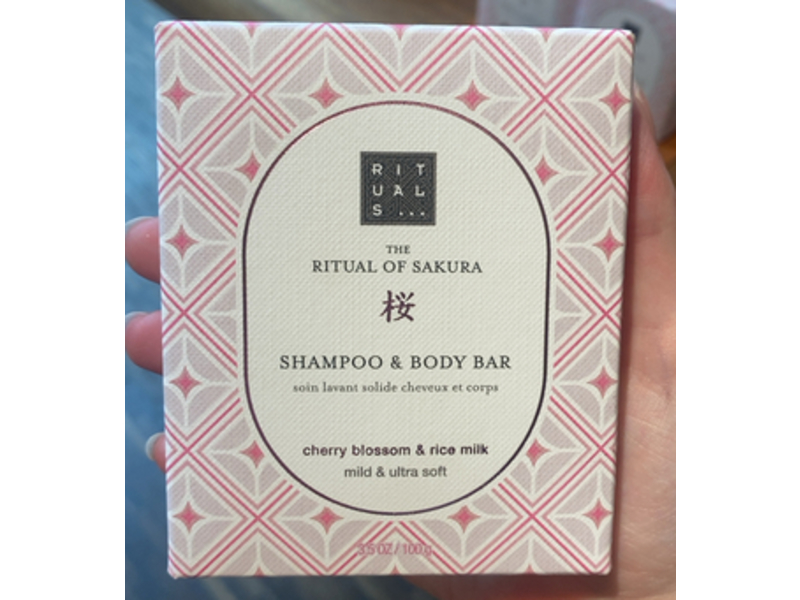 RIT
UAL
S...
THE
RITUAL OF SAKURA
桜
SHAMPOO & BODY BAR
soin lavant solide cheveux et corps
cherry blossom & rice milk
mild & ultra soft
3.5 OZ / 100 g